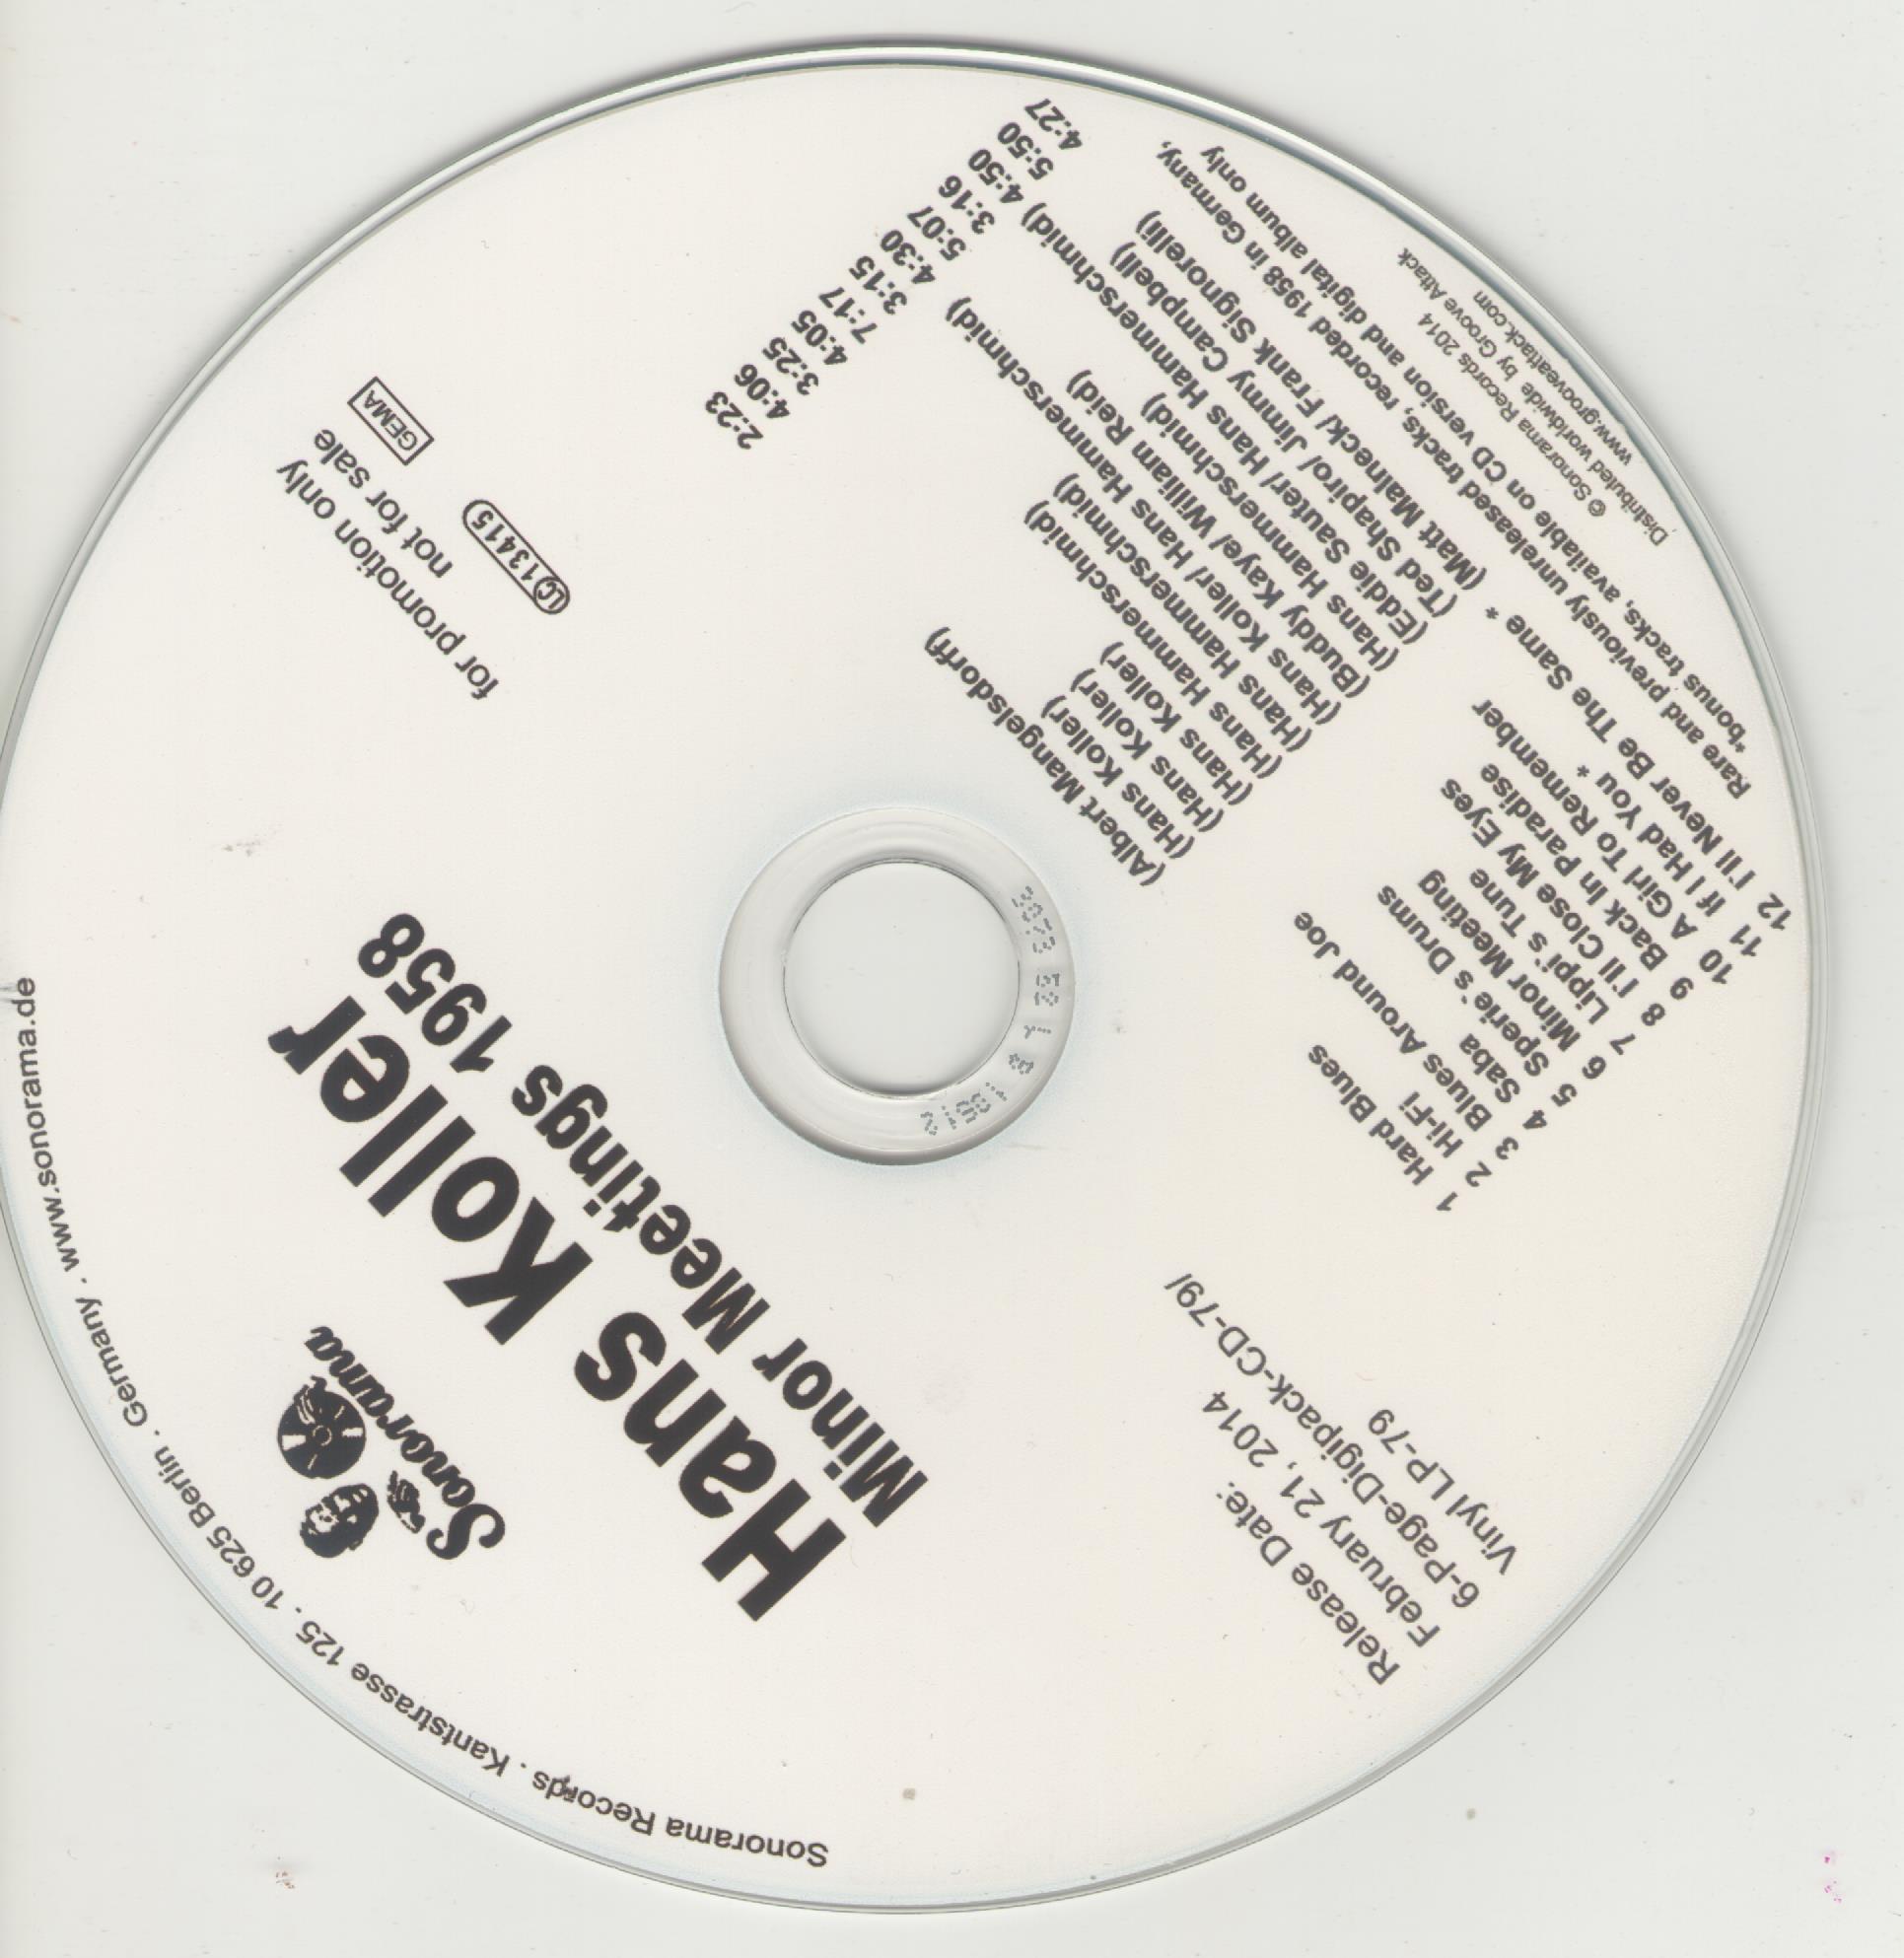 Sonorama Records . Kantstrasse 125 . 10 625 Berlin . Germany . www.sonorama.de
Sonorama
Hans Koller
Minor Meetings 1958
for promotion only
not for sale
GEMA
LC 13415
Release Date:
February 21, 2014
6-Page-Digipack-CD-79/
Vinyl LP-79
1 Hard Blues (Albert Mangelsdorff) 2:23
2 Hi-Fi (Hans Koller) 4:06
3 Blues Around Joe (Hans Koller) 3:25
4 Saba (Hans Koller) 4:05
5 Sperie`s Drums (Hans Hammerschmid) 7:17
6 Minor Meeting (Hans Hammerschmid) 3:15
7 Lippi`s Tune (Hans Koller/ Hans Hammerschmid) 4:30
8 I'll Close My Eyes (Buddy Kaye/ William Reid) 5:07
9 Back In Paradise (Hans Hammerschmid) 3:16
10 A Girl To Remember (Eddie Sauter/ Hans Hammerschmid) 4:50
11 If I Had You * (Ted Shapiro/ Jimmy Campbell) 5:50
12 I'll Never Be The Same * (Matt Malneck/ Frank Signorelli) 4:27
Rare and previously unreleased tracks, recorded 1958 in Germany,
*bonus tracks, available on CD version and digital album only
© Sonorama Records 2014
Distributed worldwide by Groove Attack
www.grooveattack.com